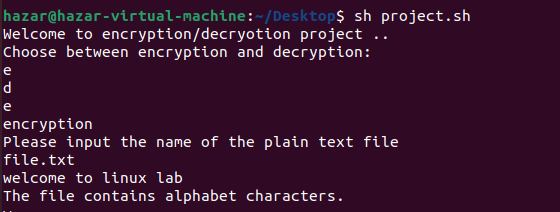 hazar@hazar-virtual-machine:~/Desktop$ sh project.sh
Welcome to encryption/decryotion project ..
Choose between encryption and decryption:
e
d
e
encryption
Please input the name of the plain text file
file.txt
welcome to linux lab
The file contains alphabet characters.